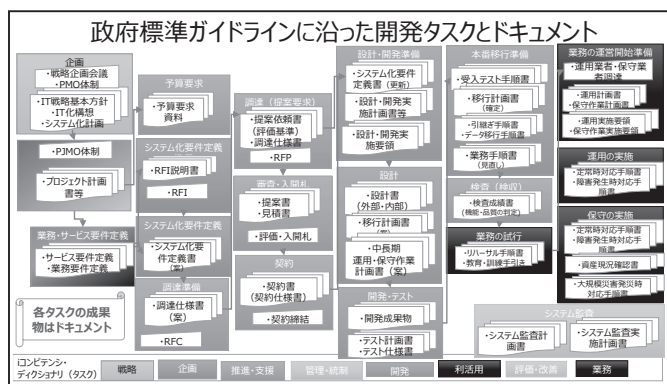 政府標準ガイドラインに沿った開発タスクとドキュメント
企画
・戦略企画会議
・PMO体制
・IT戦略基本方針
・IT化構想
・システム化計画
・PJMO体制
・プロジェクト計画
書等
業務・サービス要件定義
・サービス要件定義
・業務要件定義
各タスクの成果
物はドキュメント
予算要求
・予算要求
資料
システム化要件定義
・RFI説明書
・RFI
システム化要件定義
・システム化要
件定義書
(案)
調達準備
・調達仕様書
(案)
・RFC
調達(提案要求)
・提案依頼書
(評価基準)
・調達仕様書
・RFP
審査・入開札
・提案書
・見積書
・評価・入開札
契約
・契約書
(契約仕様書)
・契約締結
設計・開発準備
・システム化要件
定義書(更新)
・設計・開発実
施計画書等
・設計・開発実
施要領
設計
・設計書
(外部・内部)
・移行計画書
・中長期
運用・保守作業
計画書(案)
開発・テスト
・開発成果物
・テスト計画書
・テスト仕様書
本番移行準備
・受入テスト手順書
・移行計画書
(確定)
・引継ぎ手順書
・データ移行手順書
・業務手順書
(見直し)
検査(検収)
・検査成績書
(機能・品質の判定)
業務の試行
・リハーサル手順書
・教育・訓練手引き
業務の運営開始準備
・運用業者・保守業
者調達
・運用計画書
・保守作業計画書
・運用実施要領
・保守作業実施要領
運用の実施
・定常時対応手順書
・障害発生時対応手順書
保守の実施
・定常時対応手順書
・障害発生時対応手
順書
・資産現況確認書
・大規模災害発災時
対応手順書
システム監査
・システム監査計
画書
・システム監査実
施計画書
iコンピテンシ・
ディクショナリ(タスク)
戦略
企画
推進・支援
管理・統制
開発
利活用
評価・改善
業務